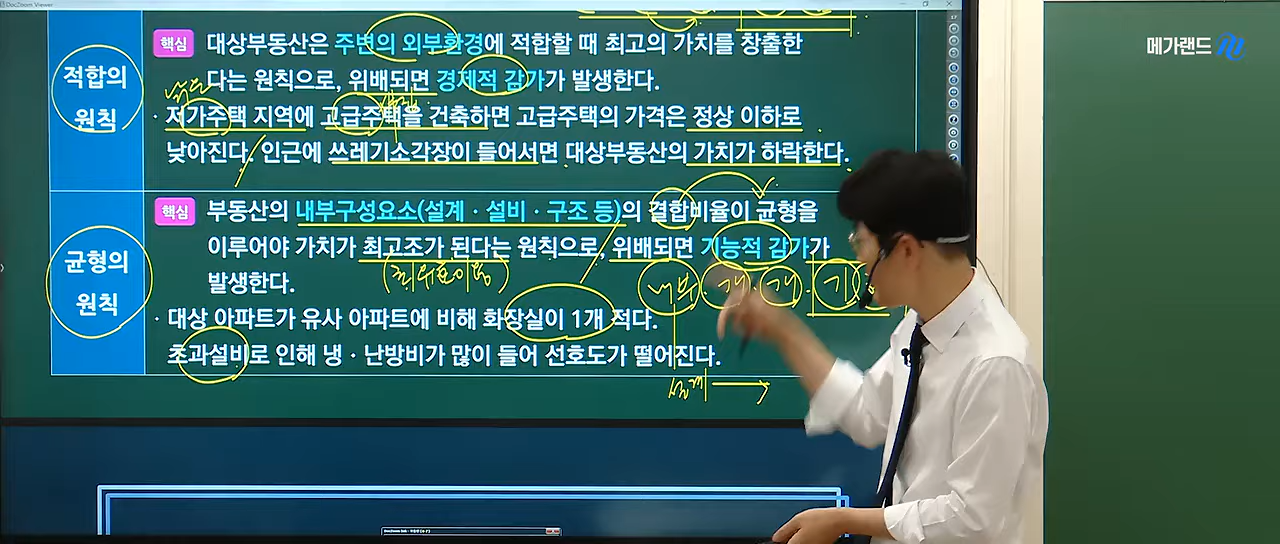 DocZoom Viewer
메가랜드
적합의
원칙
핵심 대상부동산은 주변의 외부환경에 적합할 때 최고의 가치를 창출한
다는 원칙으로, 위배되면 경제적 감가가 발생한다.
· 저가주택 지역에 고급주택을 건축하면 고급주택의 가격은 정상 이하로
낮아진다. 인근에 쓰레기소각장이 들어서면 대상부동산의 가치가 하락한다.
균형의
원칙
핵심 부동산의 내부구성요소(설계·설비·구조 등)의 결합비율이 균형을
이루어야 가치가 최고조가 된다는 원칙으로, 위배되면 기능적 감가가
발생한다.
내부
· 대상 아파트가 유사 아파트에 비해 화장실이 1개 적다.
초과설비로 인해 냉·난방비가 많이 들어 선호도가 떨어진다.
설계